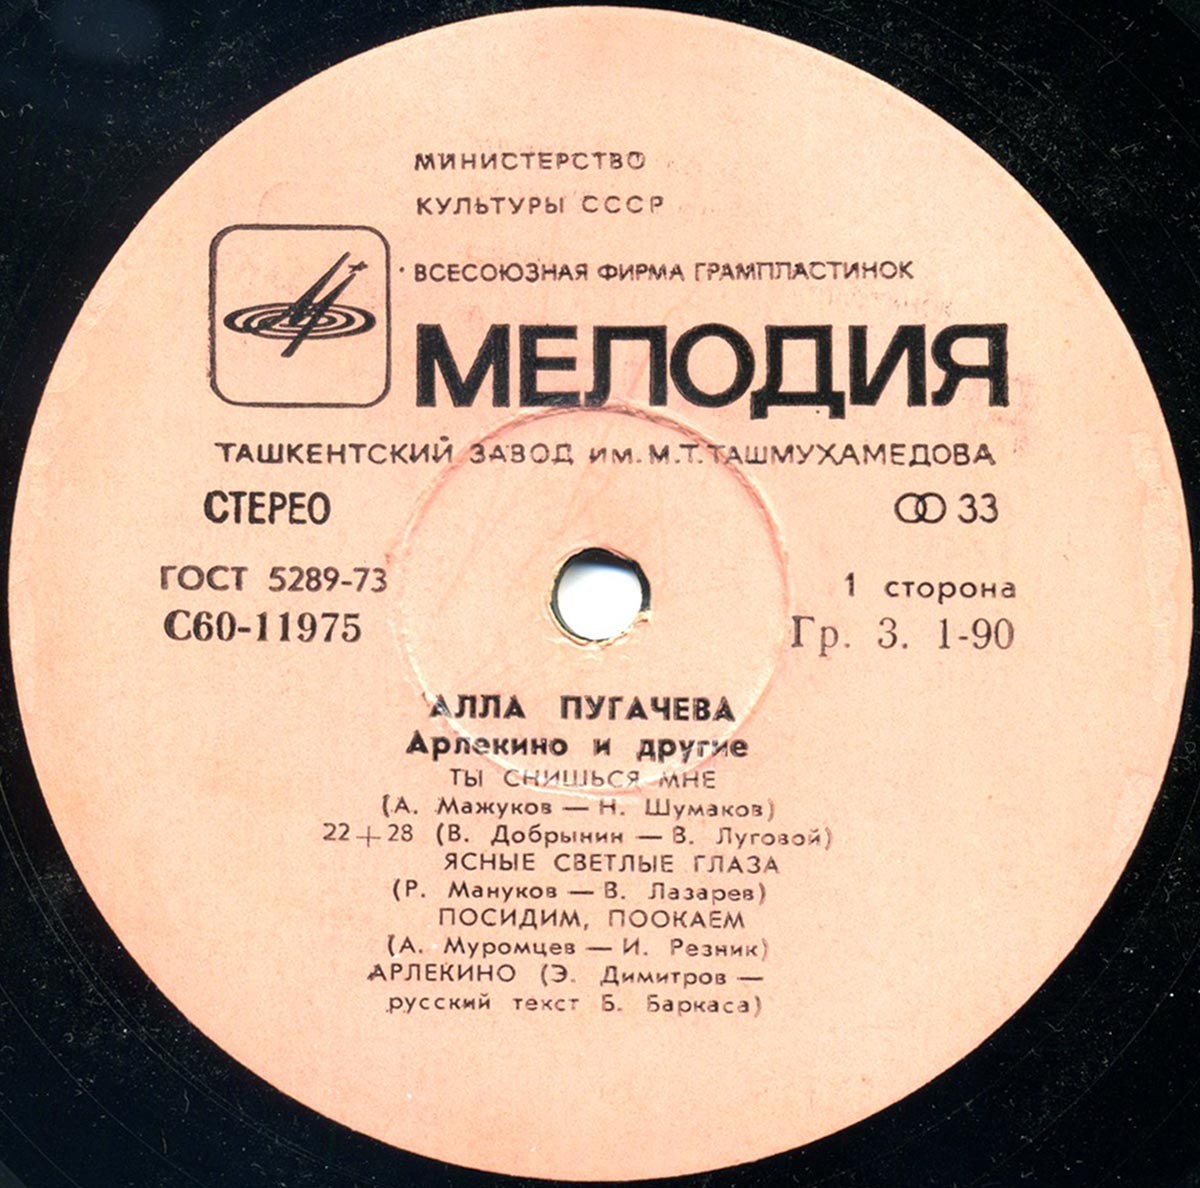 МИНИСТЕРСТВО
КУЛЬТУРЫ СССР
ВСЕСОЮЗНАЯ ФИРМА ГРАМПЛАСТИНОК
МЕЛОДИЯ
ТАШКЕНТСКИЙ ЗАВОД ИМ. М.Т. ТАШМУХАМЕДОВА
СТЕРЕО 33
ГОСТ 5289-73 1 сторона
С60-11975 Гр. 3. 1-90
АЛЛА ПУГАЧЕВА
Арлекино и другие
ТЫ СНИШЬСЯ МНЕ
(А. Мажуков — Н. Шумаков)
22+28 (В. Добрынин — В. Луговой)
ЯСНЫЕ СВЕТЛЫЕ ГЛАЗА
(Р. Мануков — В. Лазарев)
ПОСИДИМ, ПООКАЕМ
(А. Муромцев — И. Резник)
АРЛЕКИНО (Э. Димитров —
русский текст Б. Баркаса)